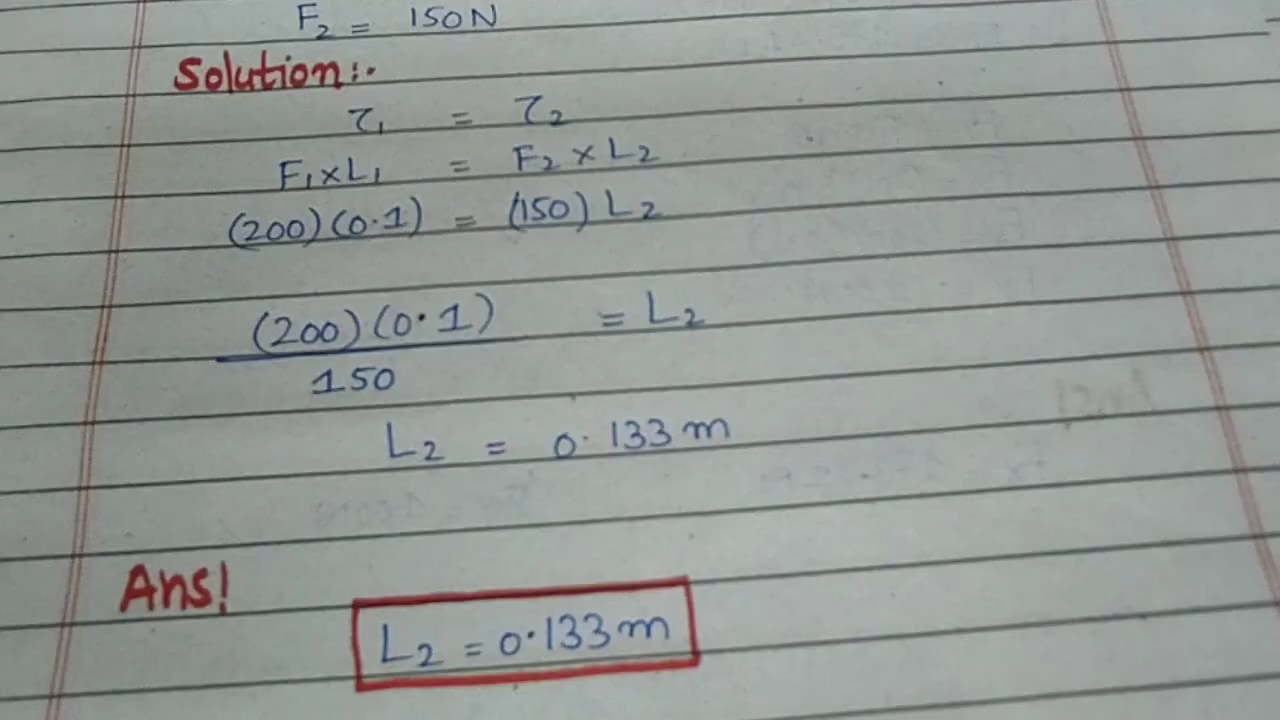 F₂ = 150N
Solution:.
τ₁ = τ₂
F₁×L₁ = F₂×L₂
(200)(0.1) = (150) L₂
(200)(0.1) = L₂
150
L₂ = 0.133 m
Ans!
L₂ = 0.133m